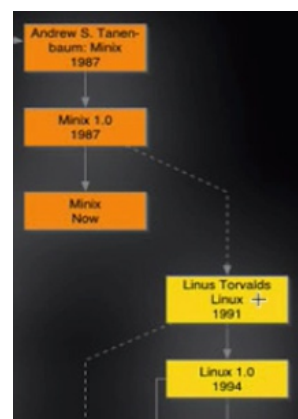 Andrew S. Tanen-
baum: Minix
1987
Minix 1.0
1987
Minix
Now
Linus Torvalds
Linux
1991
Linux 1.0
1994